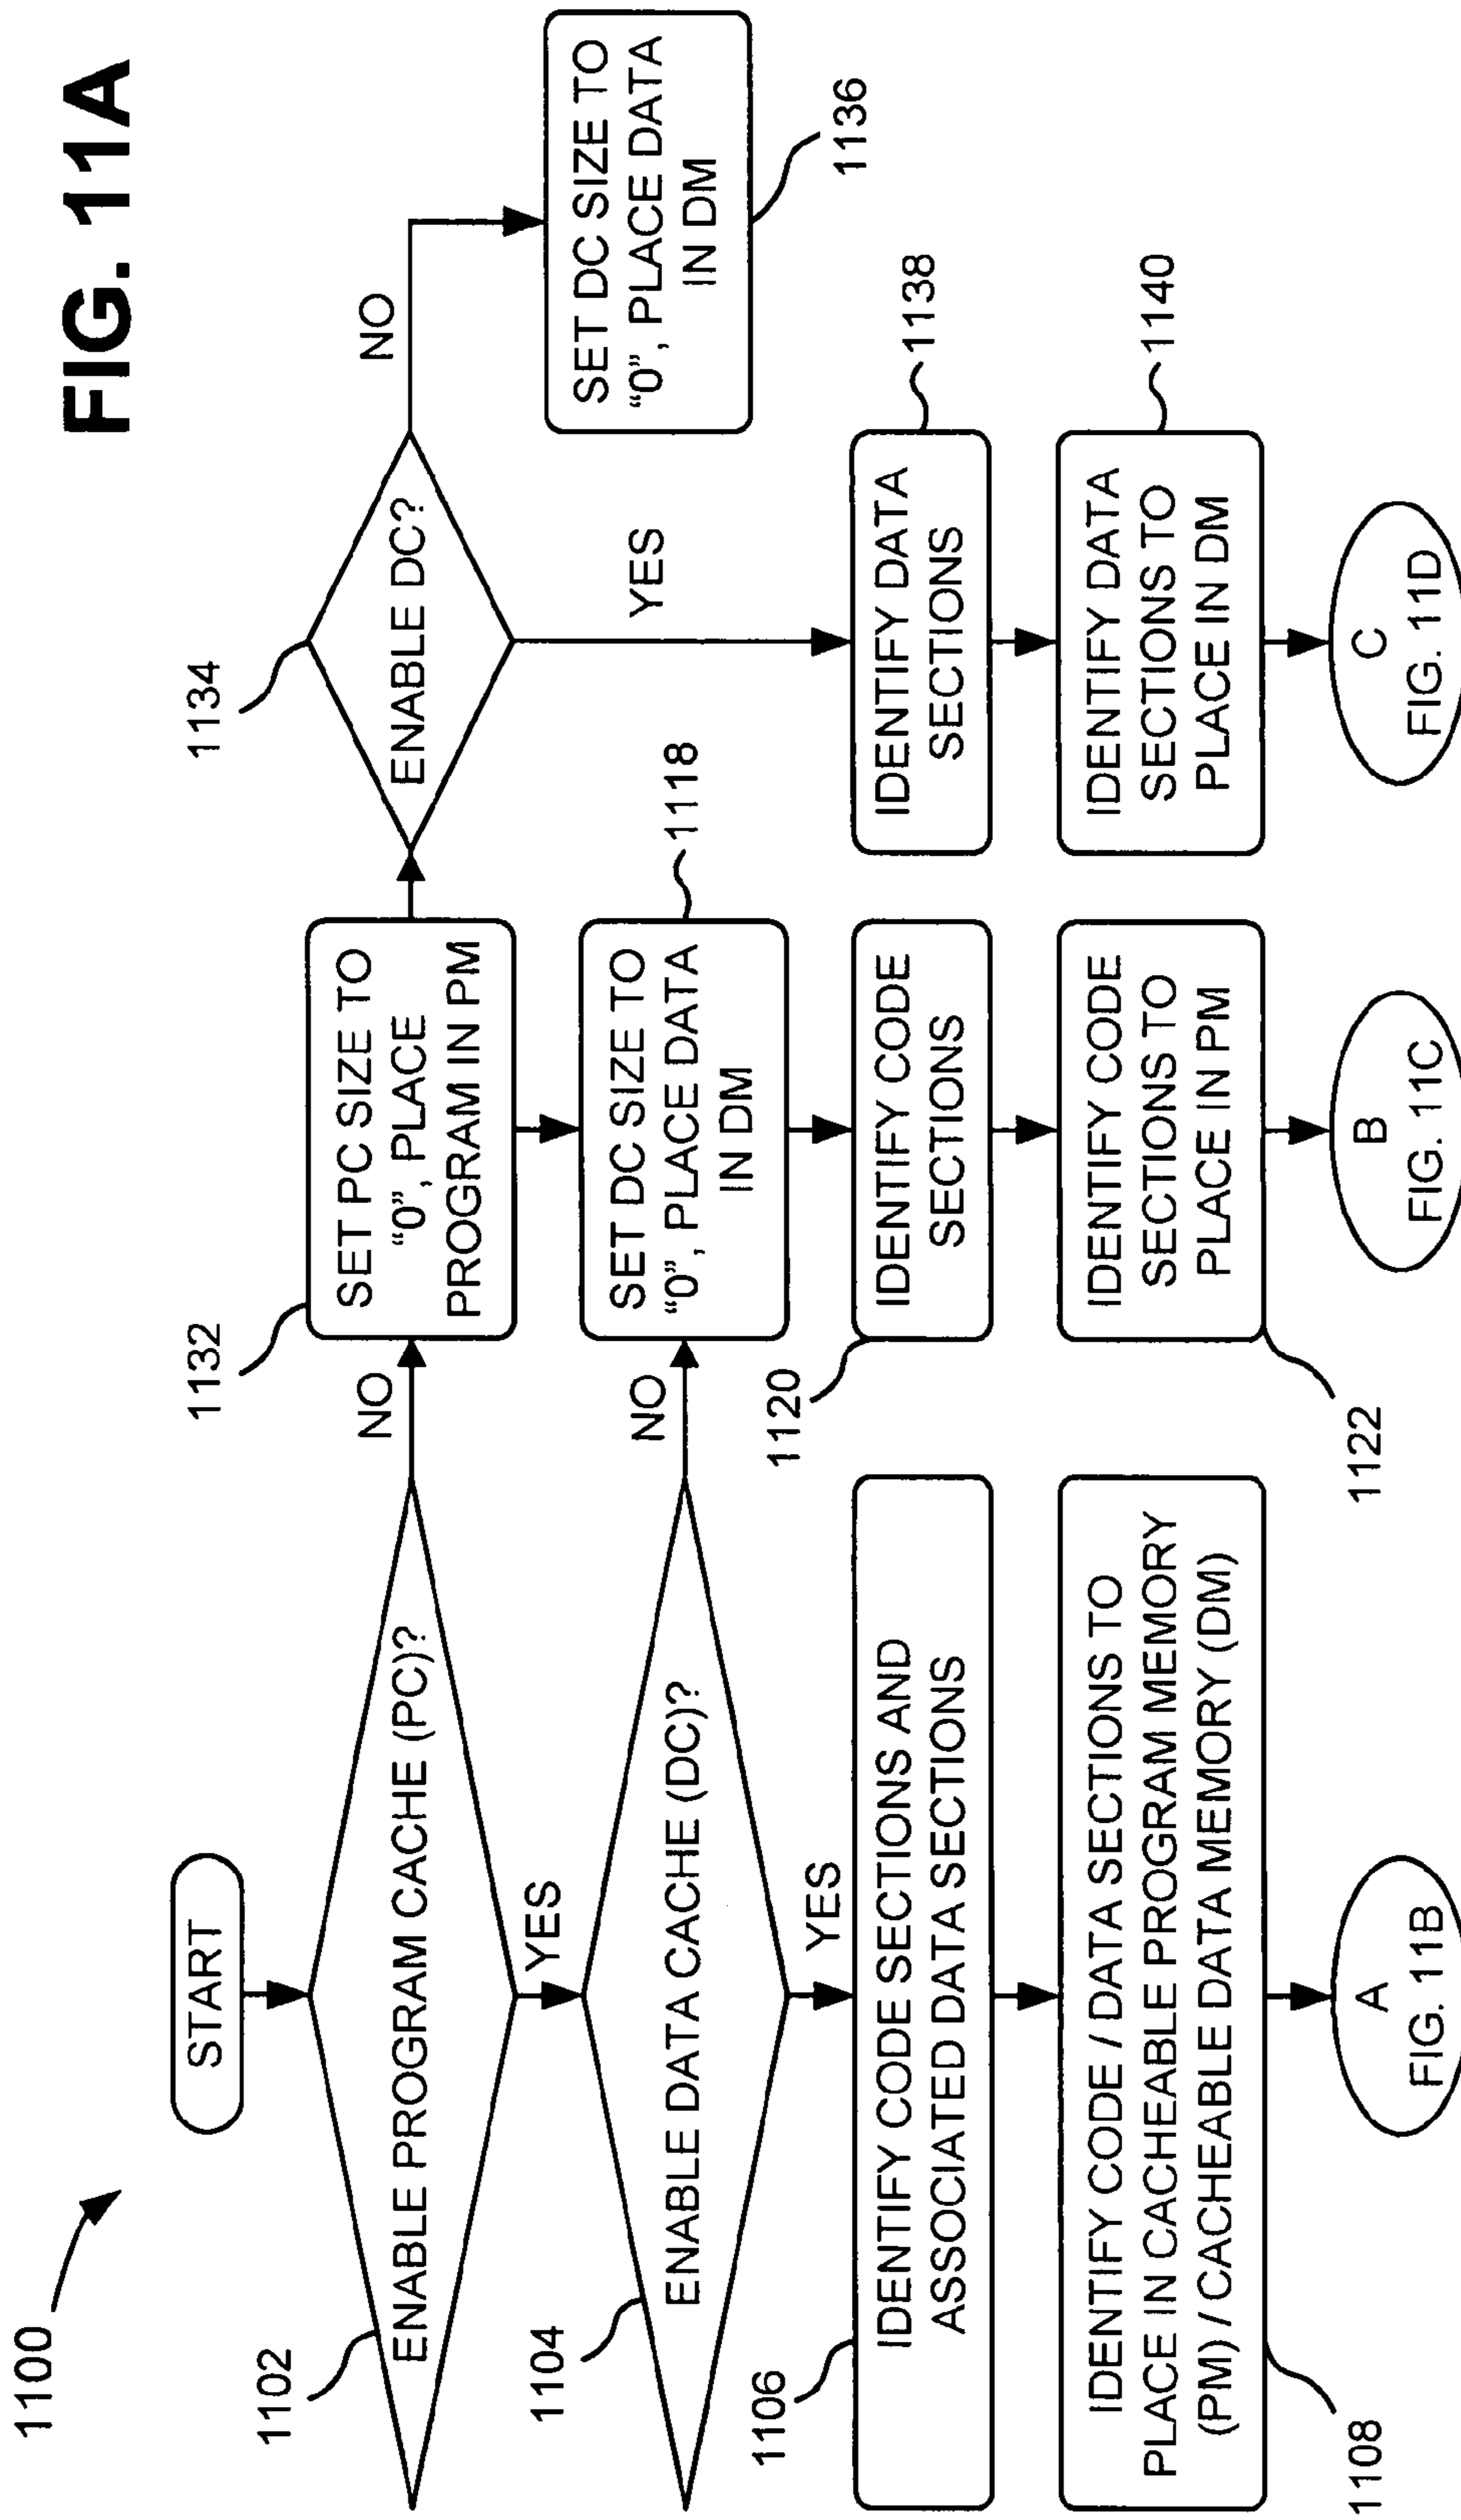 FIG. 11A
1100
START
1102
ENABLE PROGRAM CACHE (PC)?
NO
YES
1132
SET PC SIZE TO
“0”, PLACE
PROGRAM IN PM
1134
ENABLE DC?
NO
YES
SET DC SIZE TO
“0”, PLACE DATA
IN DM
1136
1104
ENABLE DATA CACHE (DC)?
NO
YES
SET DC SIZE TO
“0”, PLACE DATA
IN DM
1118
1106
IDENTIFY CODE SECTIONS AND
ASSOCIATED DATA SECTIONS
1120
IDENTIFY CODE
SECTIONS
IDENTIFY DATA
SECTIONS
1138
IDENTIFY CODE / DATA SECTIONS TO
PLACE IN CACHEABLE PROGRAM MEMORY
(PM) / CACHEABLE DATA MEMORY (DM)
1108
IDENTIFY CODE
SECTIONS TO
PLACE IN PM
1122
IDENTIFY DATA
SECTIONS TO
PLACE IN DM
1140
A
FIG. 11B
B
FIG. 11C
C
FIG. 11D